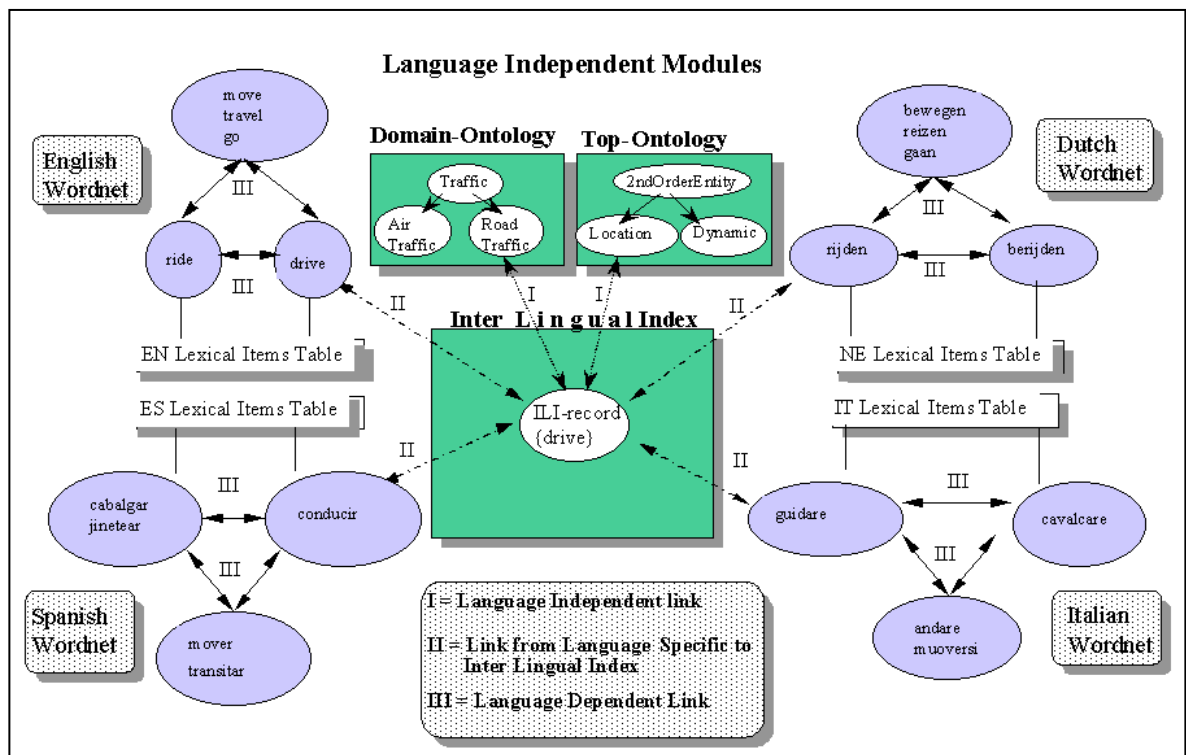 Language Independent Modules
move
travel
go
English
Wordnet
III
ride
drive
III
EN Lexical Items Table
Domain-Ontology
Traffic
Air
Traffic
Road
Traffic
Top-Ontology
2ndOrderEntity
Location
Dynamic
I
I
bewegen
reizen
gaan
Dutch
Wordnet
III
rijden
berijden
III
NE Lexical Items Table
II
II
Inter Lingual Index
ILI-record
{drive}
II
II
ES Lexical Items Table
cabalgar
jinetear
III
conducir
III
Spanish
Wordnet
mover
transitar
IT Lexical Items Table
guidare
III
cavalcare
III
andare
muoversi
Italian
Wordnet
I = Language Independent link
II = Link from Language Specific to
Inter Lingual Index
III = Language Dependent Link